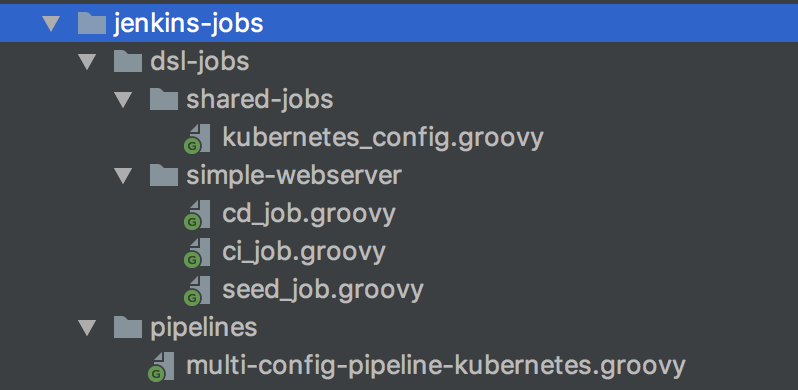 jenkins-jobs
dsl-jobs
shared-jobs
kubernetes_config.groovy
simple-webserver
cd_job.groovy
ci_job.groovy
seed_job.groovy
pipelines
multi-config-pipeline-kubernetes.groovy